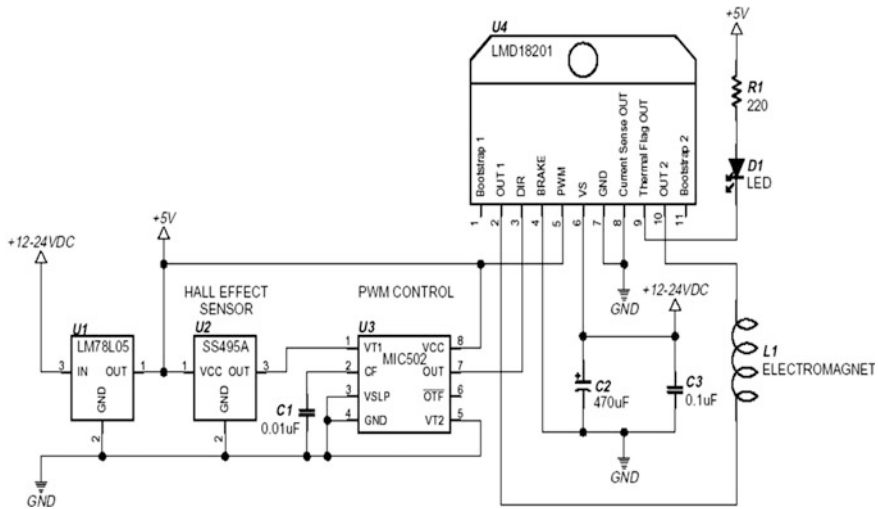 U4
LMD18201
+5V
R1
220
D1
LED
Bootstrap 1
OUT 1
DIR
BRAKE
PWM
VS
GND
Current Sense OUT
Thermal Flag OUT
OUT 2
Bootstrap 2
1
2
3
4
5
6
7
8
9
10
11
+5V
+12-24VDC
HALL EFFECT
SENSOR
PWM CONTROL
GND
+12-24VDC
U1
LM78L05
3
IN
OUT
1
GND
2
U2
SS495A
1
VCC
OUT
3
GND
2
U3
MIC502
1
VT1
VCC
8
2
CF
OUT
7
3
VSLP
OTF
6
4
GND
VT2
5
C1
0.01uF
+
C2
470uF
C3
0.1uF
L1
ELECTROMAGNET
GND
GND